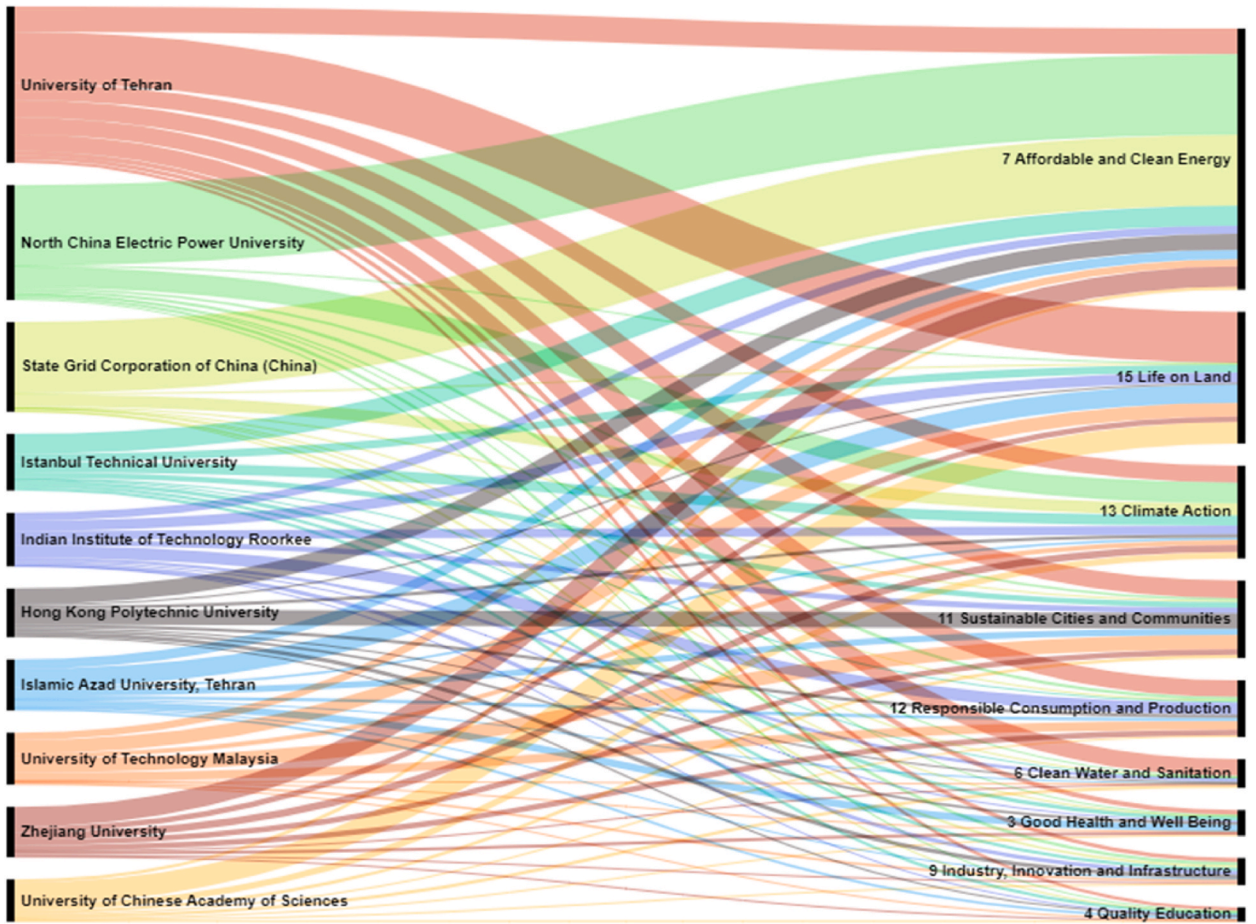 University of Tehran
North China Electric Power University
State Grid Corporation of China (China)
Istanbul Technical University
Indian Institute of Technology Roorkee
Hong Kong Polytechnic University
Islamic Azad University, Tehran
University of Technology Malaysia
Zhejiang University
University of Chinese Academy of Sciences
7 Affordable and Clean Energy
15 Life on Land
13 Climate Action
11 Sustainable Cities and Communities
12 Responsible Consumption and Production
6 Clean Water and Sanitation
3 Good Health and Well Being
9 Industry, Innovation and Infrastructure
4 Quality Education